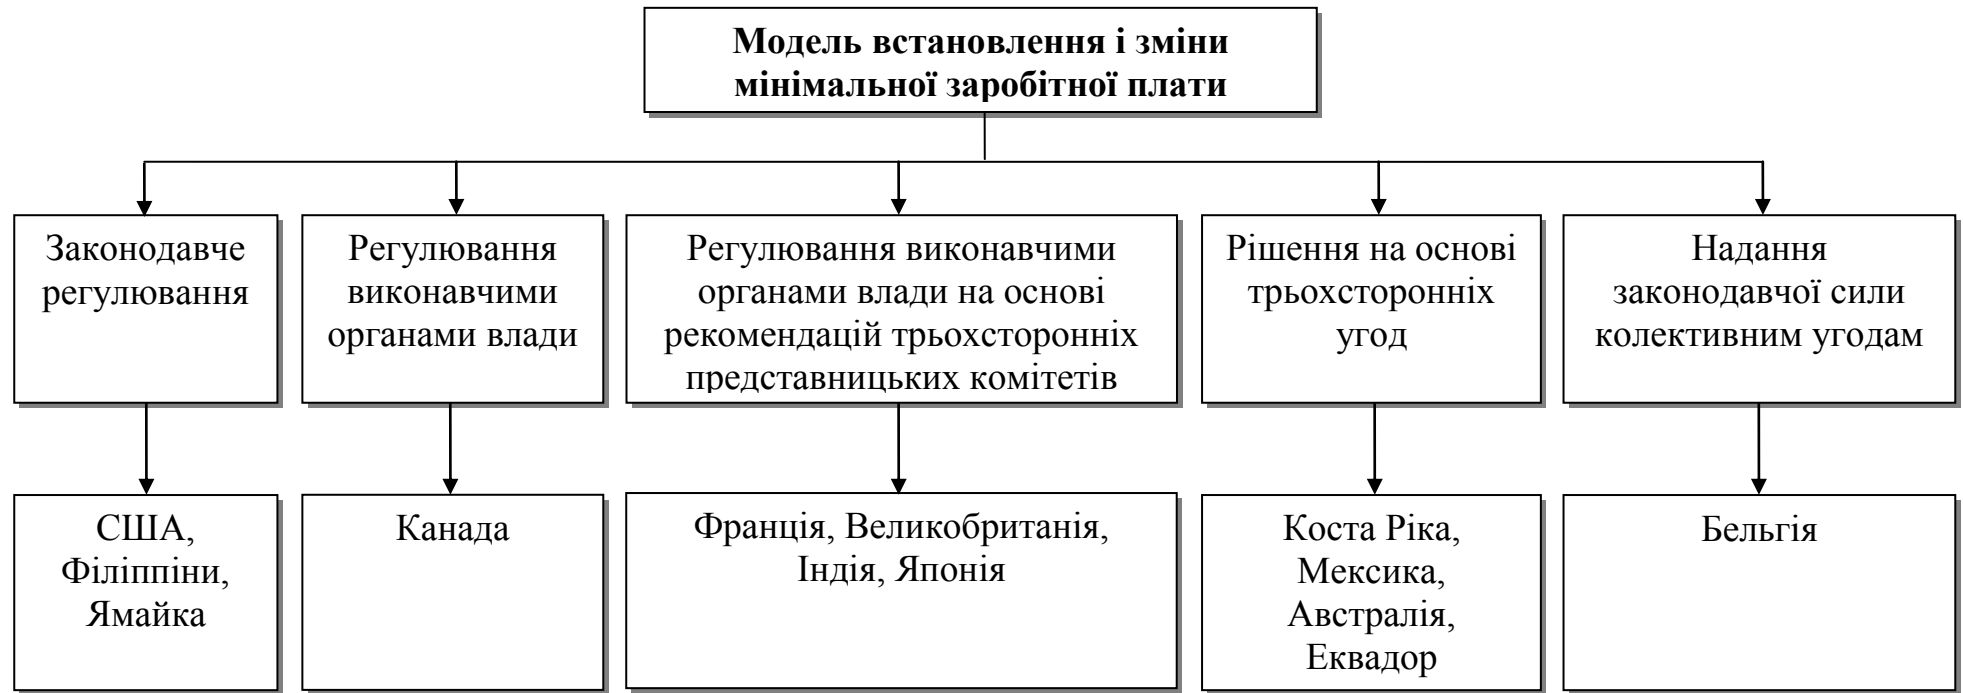 Модель встановлення і зміни
мінімальної заробітної плати
Законодавче
регулювання
Регулювання
виконавчими
органами влади
Регулювання виконавчими
органами влади на основі
рекомендацій трьохсторонніх
представницьких комітетів
Рішення на основі
трьохсторонніх
угод
Надання
законодавчої сили
колективним угодам
США,
Філіппіни,
Ямайка
Канада
Франція, Великобританія,
Індія, Японія
Коста Ріка,
Мексика,
Австралія,
Еквадор
Бельгія